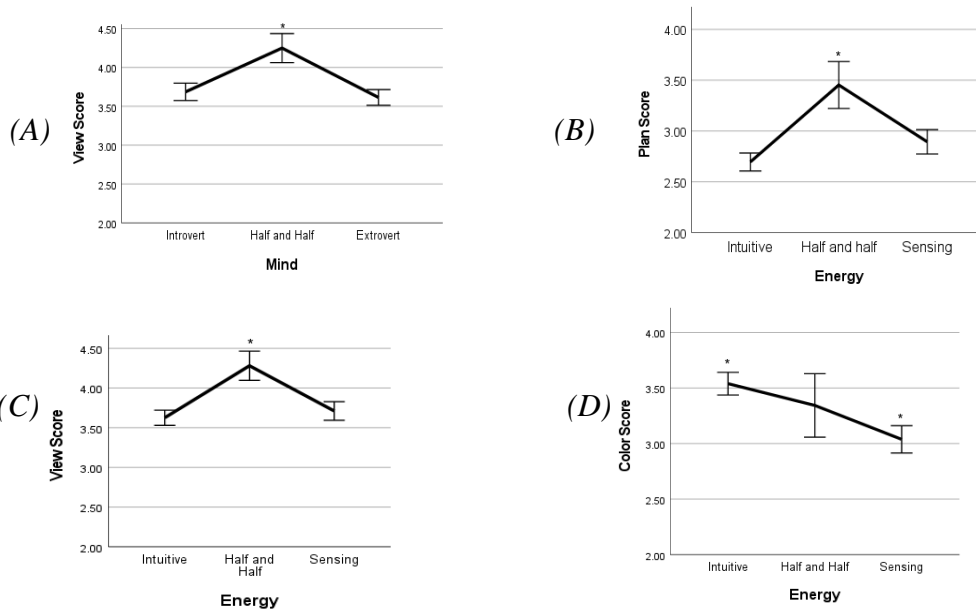 (A)
View Score
4.50
4.00
3.50
3.00
2.50
2.00
*
Introvert Half and Half Extrovert
Mind
(B)
Plan Score
4.00
3.50
3.00
2.50
2.00
*
Intuitive Half and half Sensing
Energy
(C)
View Score
4.50
4.00
3.50
3.00
2.50
2.00
*
Intuitive Half and Sensing
Half
Energy
(D)
Color Score
4.00
3.50
3.00
2.50
2.00
*
*
Intuitive Half and Half Sensing
Energy